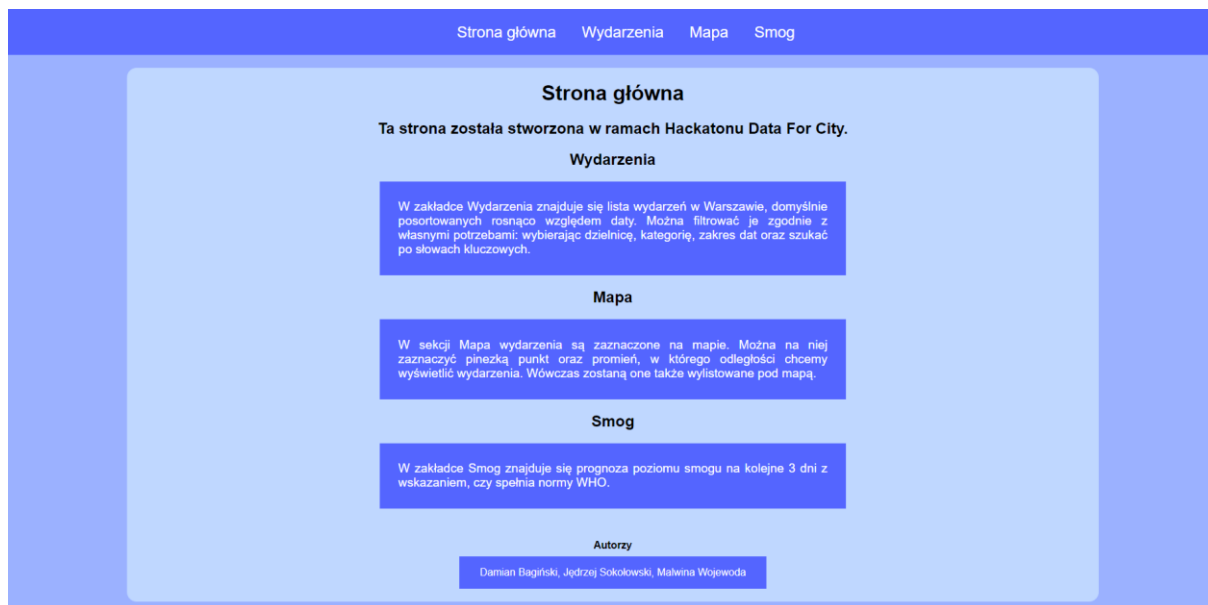 Strona główna Wydarzenia Mapa Smog
Strona główna
Ta strona została stworzona w ramach Hackatonu Data For City.
Wydarzenia
W zakładce Wydarzenia znajduje się lista wydarzeń w Warszawie, domyślnie
posortowanych rosnąco względem daty. Można filtrować je zgodnie z
własnymi potrzebami: wybierając dzielnicę, kategorię, zakres dat oraz szukać
po słowach kluczowych.
Mapa
W sekcji Mapa wydarzenia są zaznaczone na mapie. Można na niej
zaznaczyć pinezką punkt oraz promień, w którego odległości chcemy
wyświetlić wydarzenia. Wówczas zostaną one także wylistowane pod mapą.
Smog
W zakładce Smog znajduje się prognoza poziomu smogu na kolejne 3 dni z
wskazaniem, czy spełnia normy WHO.
Autorzy
Damian Bagiński, Jędrzej Sokołowski, Malwina Wojewoda